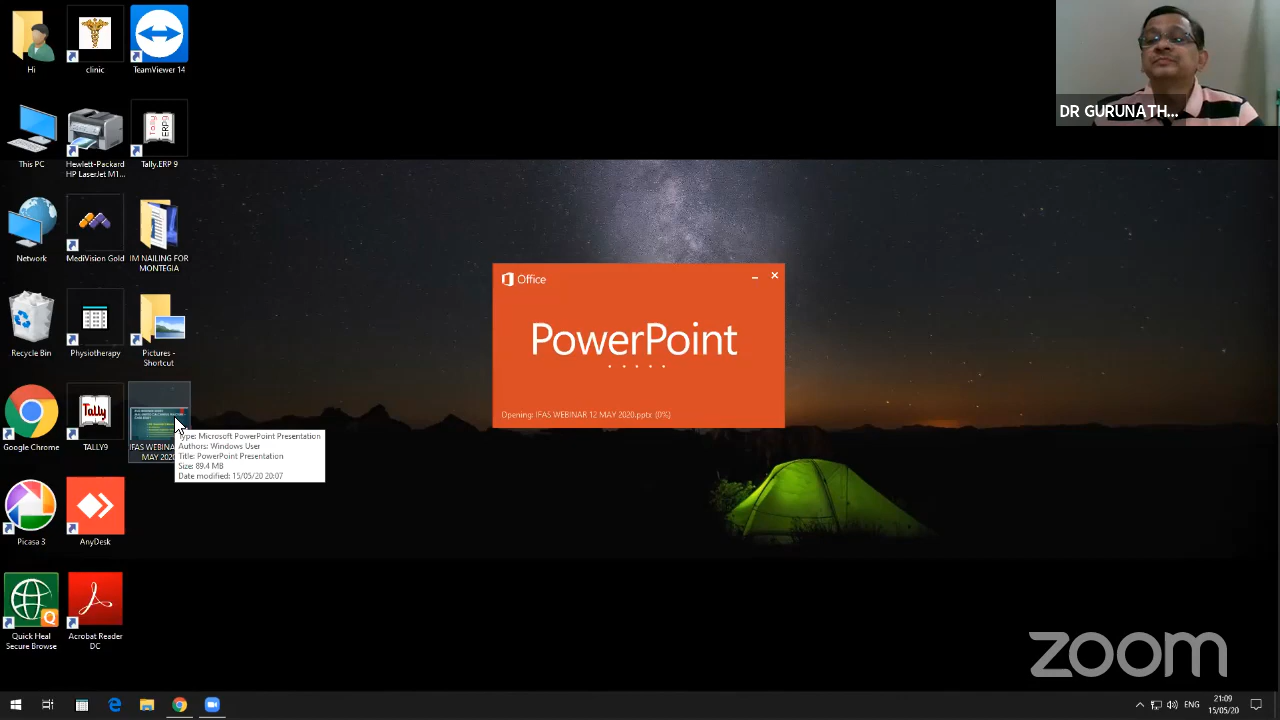 Hi
clinic
TeamViewer 14
This PC
Hewlett-Packard
HP LaserJet M1...
Tally.ERP 9
Tally
ERP9
Network
MediVision Gold
IM NAILING FOR
MONTEGIA
Recycle Bin
Physiotherapy
Pictures -
Shortcut
Google Chrome
Tally
TALLY9
IFAS WEBINA
MAY 2020
Type: Microsoft PowerPoint Presentation
Authors: Windows User
Title: PowerPoint Presentation
Size: 89.4 MB
Date modified: 15/05/20 20:07
Picasa 3
AnyDesk
Quick Heal
Secure Browse
Acrobat Reader
DC
Office
PowerPoint
Opening: IFAS WEBINAR 12 MAY 2020.pptx (0%)
DR GURUNATH...
zoom
ENG
21:09
15/05/20